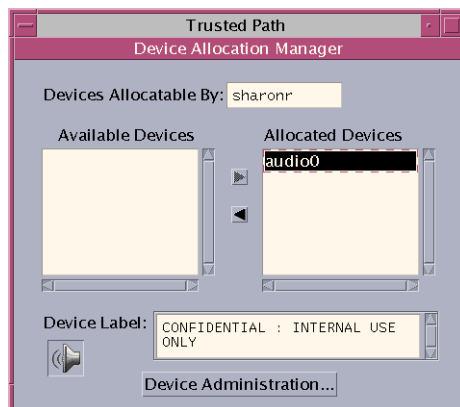 Trusted Path
Device Allocation Manager
Devices Allocatable By: sharonr
Available Devices
Allocated Devices
audio0
Device Label: CONFIDENTIAL : INTERNAL USE
ONLY
Device Administration...